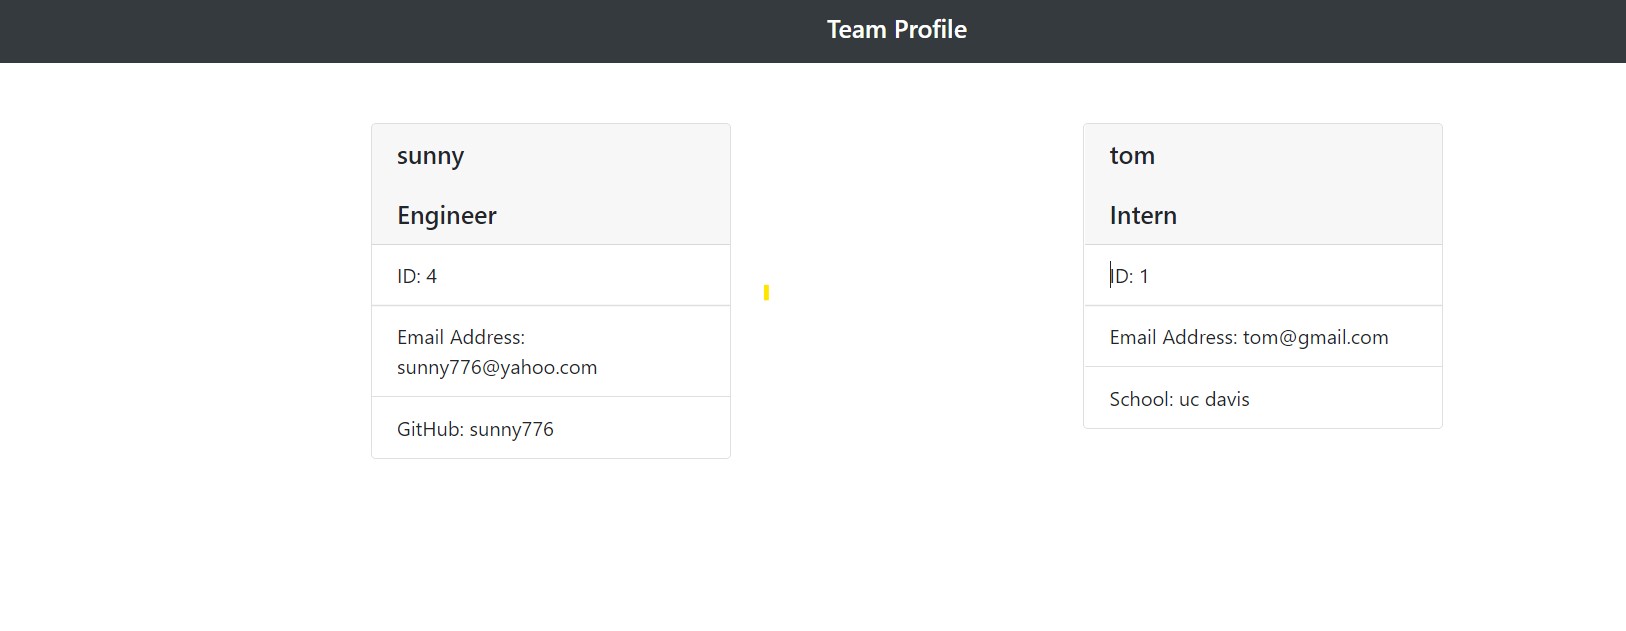 Team Profile
sunny
Engineer
ID: 4
Email Address:
sunny776@yahoo.com
GitHub: sunny776
tom
Intern
ID: 1
Email Address: tom@gmail.com
School: uc davis